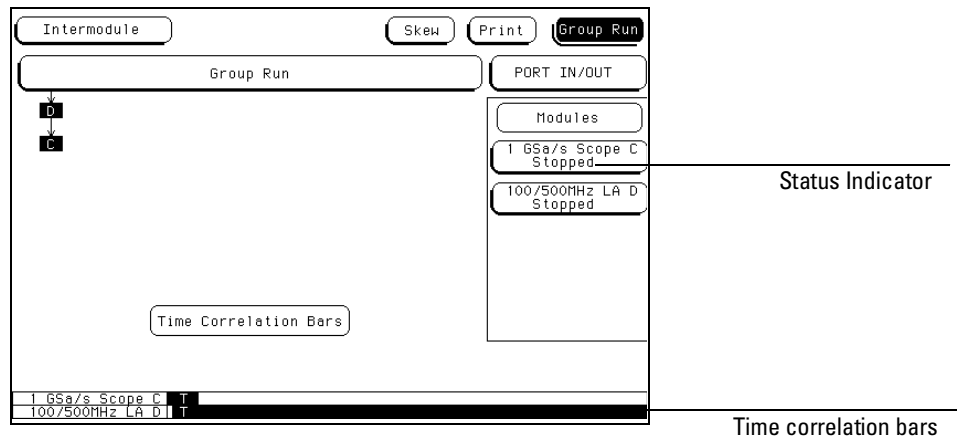 Intermodule Skew Print Group Run
Group Run PORT IN/OUT
D
C
Modules
1 GSa/s Scope C
Stopped
Status Indicator
100/500MHz LA D
Stopped
Time Correlation Bars
1 GSa/s Scope C T
100/500MHz LA D T
Time correlation bars